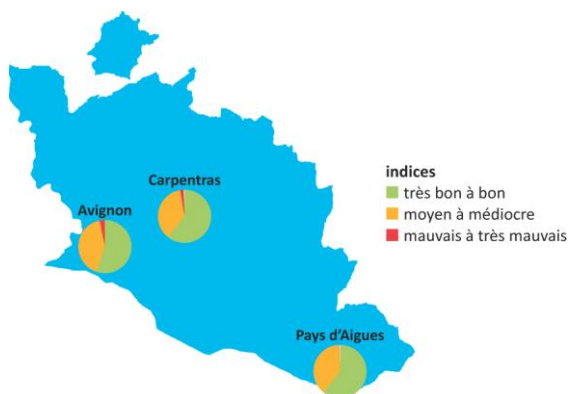 Carpentras
Avignon
Pays d'Aigues
indices
très bon à bon
moyen à médiocre
mauvais à très mauvais